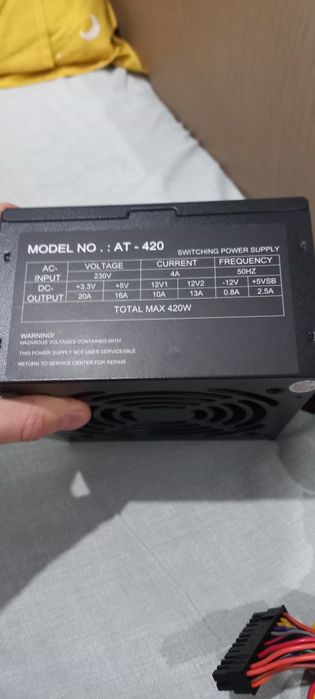 MODEL NO . : AT - 420 SWITCHING POWER SUPPLY
AC-INPUT VOLTAGE CURRENT FREQUENCY
230V 4A 50HZ
DC-OUTPUT +3.3V +5V 12V1 12V2 -12V +5VSB
20A 16A 10A 13A 0.8A 2.5A
TOTAL MAX 420W
WARNING!
HAZAROUS VOLTAGES CONTAINED WITH
THIS POWER SUPPLY NOT USER SERVICEABLE
RETURN TO SERVICE CENTER FOR REPAIR